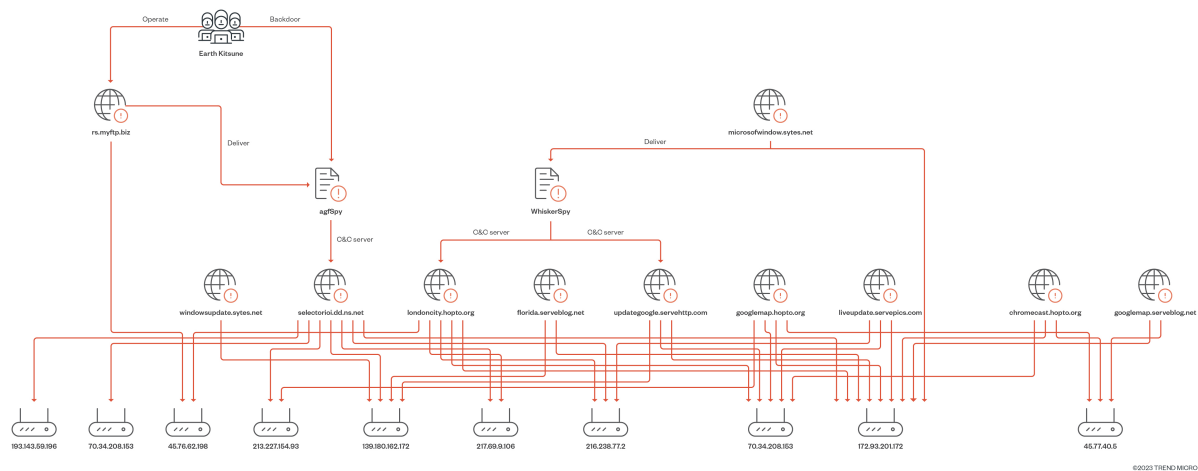 Operate
Backdoor
Earth Kitsune
rs.myftp.biz
microsofwindow.sytes.net
Deliver
Deliver
agfSpy
WhiskerSpy
C&C server
C&C server
C&C server
windowsupdate.sytes.net
selectorioi.dd.ns.net
londoncity.hopto.org
florida.serveblog.net
updategoogle.servehttp.com
googlemap.hopto.org
liveupdate.servepics.com
chromecast.hopto.org
googlemap.serveblog.net
193.143.59.196
70.34.208.153
45.76.62.198
213.227.154.93
139.180.162.172
217.69.9.106
216.238.77.2
70.34.208.153
172.93.201.172
45.77.40.5
©2023 TREND MICRO